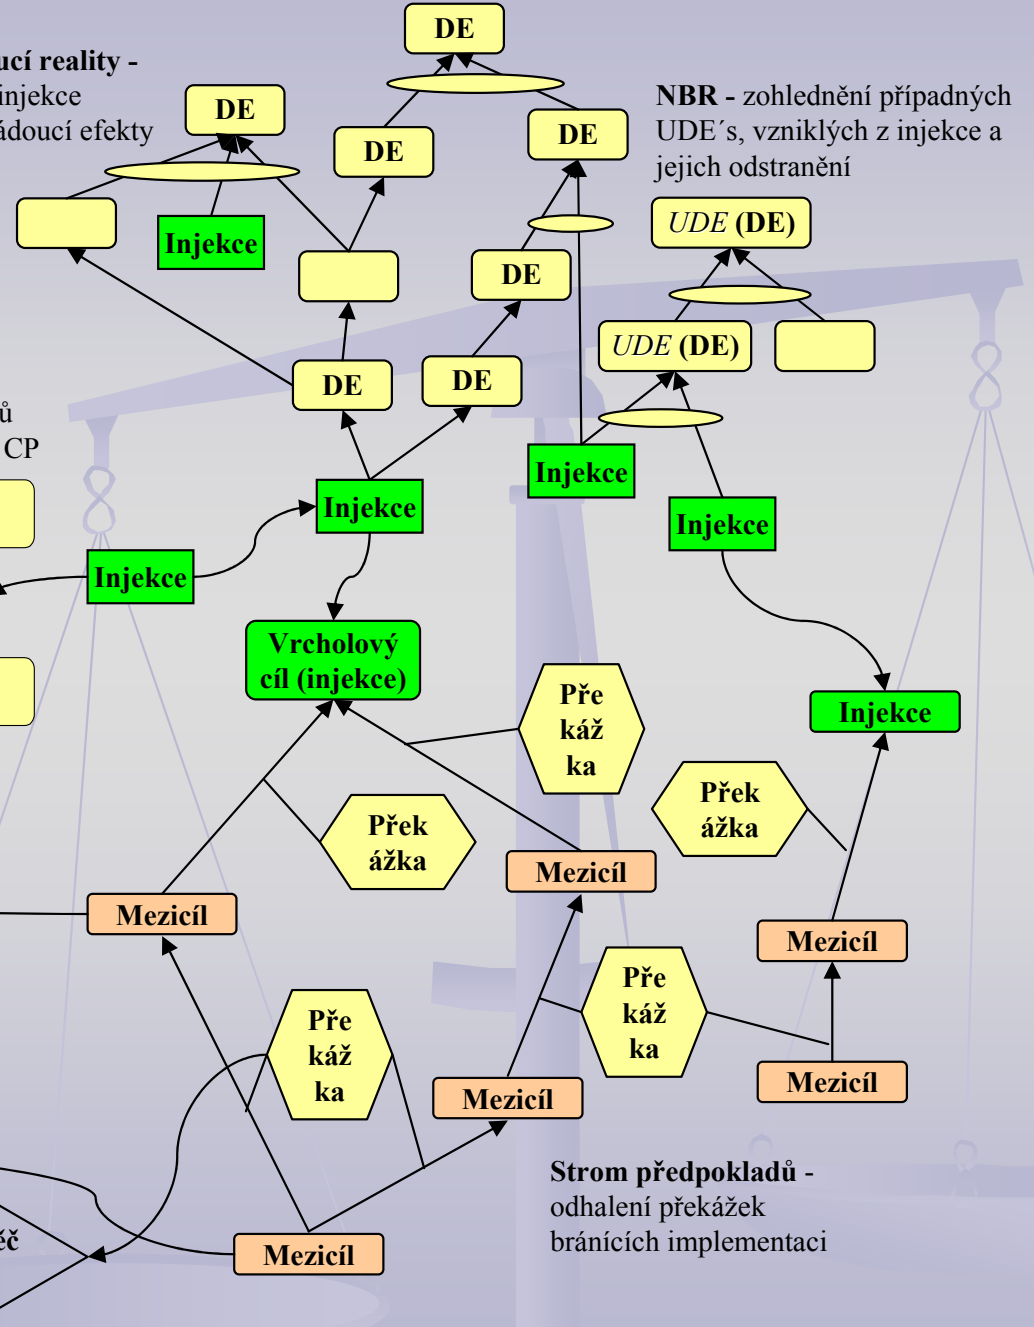 DE
ucí reality -
injekce
ádoucí efekty
DE
DE
DE
NBR - zohlednění případných
UDE´s, vzniklých z injekce a
jejich odstranění
Injekce
UDE (DE)
DE
UDE (DE)
DE
DE
ů
CP
Injekce
Injekce
Injekce
Injekce
Vrcholový
cíl (injekce)
Pře
káž
ka
Injekce
Přek
ážka
Přek
ážka
Mezicíl
Mezicíl
Mezicíl
Pře
káž
ka
Pře
káž
ka
Mezicíl
Mezicíl
Strom předpokladů -
odhalení překážek
bránících implementaci
ěč
Mezicíl